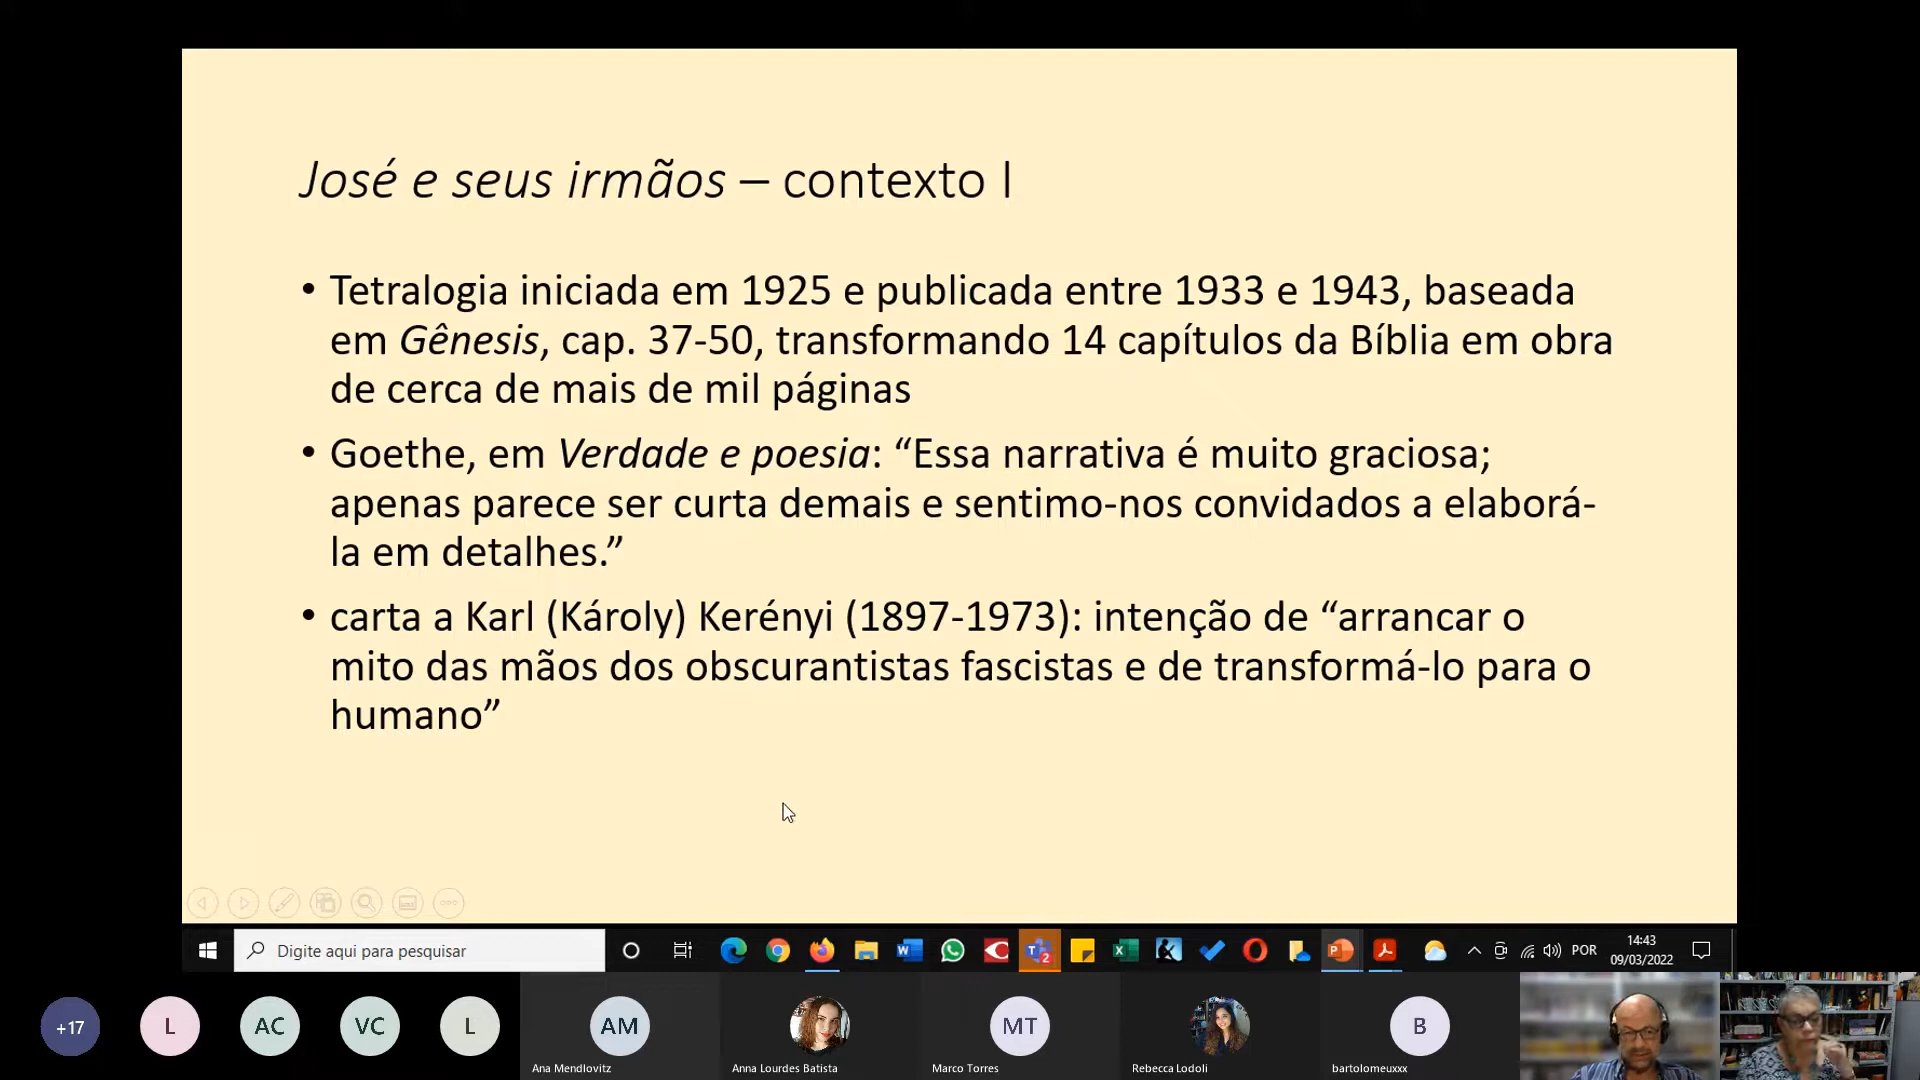 José e seus irmãos – contexto I
• Tetralogia iniciada em 1925 e publicada entre 1933 e 1943, baseada
em Gênesis, cap. 37-50, transformando 14 capítulos da Bíblia em obra
de cerca de mais de mil páginas
• Goethe, em Verdade e poesia: “Essa narrativa é muito graciosa;
apenas parece ser curta demais e sentimo-nos convidados a elaborá-
la em detalhes.”
• carta a Karl (Károly) Kerényi (1897-1973): intenção de “arrancar o
mito das mãos dos obscurantistas fascistas e de transformá-lo para o
humano”
Digite aqui para pesquisar
2
POR
14:43
09/03/2022
+17
L
AC
VC
L
AM
MT
B
Ana Mendlovitz
Anna Lourdes Batista
Marco Torres
Rebecca Lodoli
bartolomeuxxx